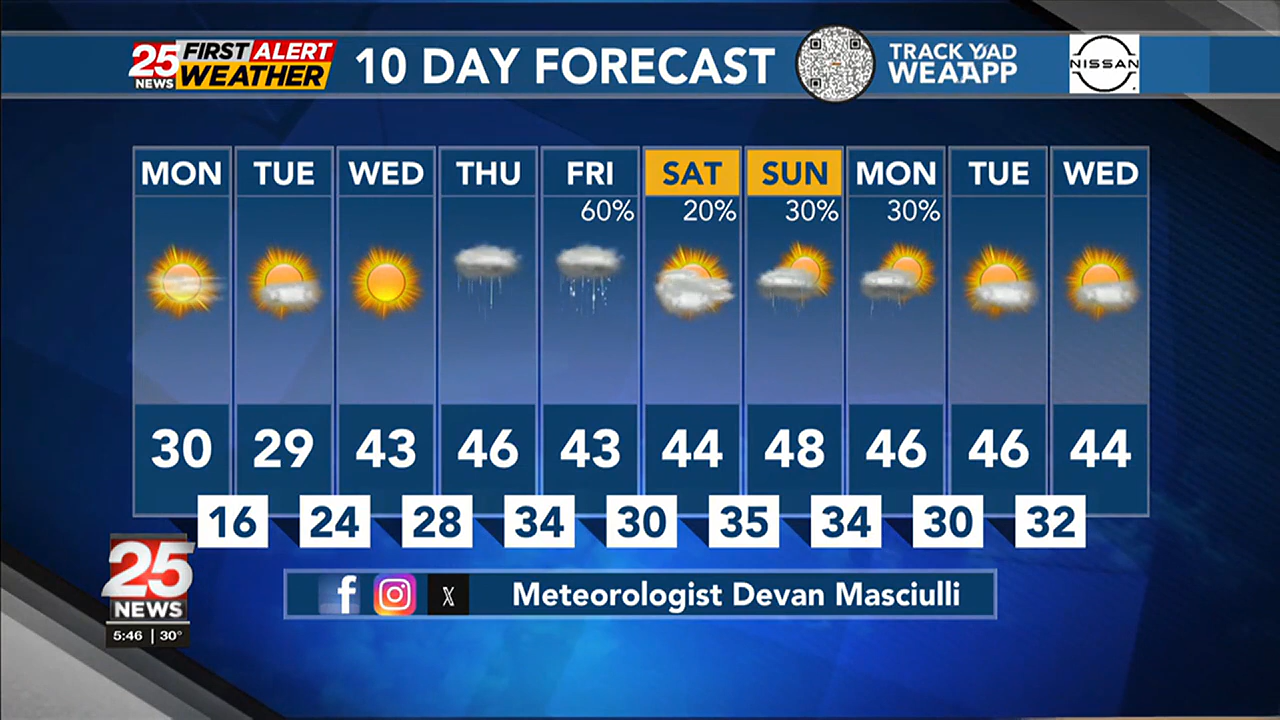 25 NEWS FIRST ALERT WEATHER
10 DAY FORECAST
NISSAN
MON TUE WED THU FRI SAT SUN MON TUE WED
60% 20% 30% 30%
30 29 43 46 43 44 48 46 46 44
16 24 28 34 30 35 34 30 32
25
NEWS
5:46 | 30°
f X Meteorologist Devan Masciulli